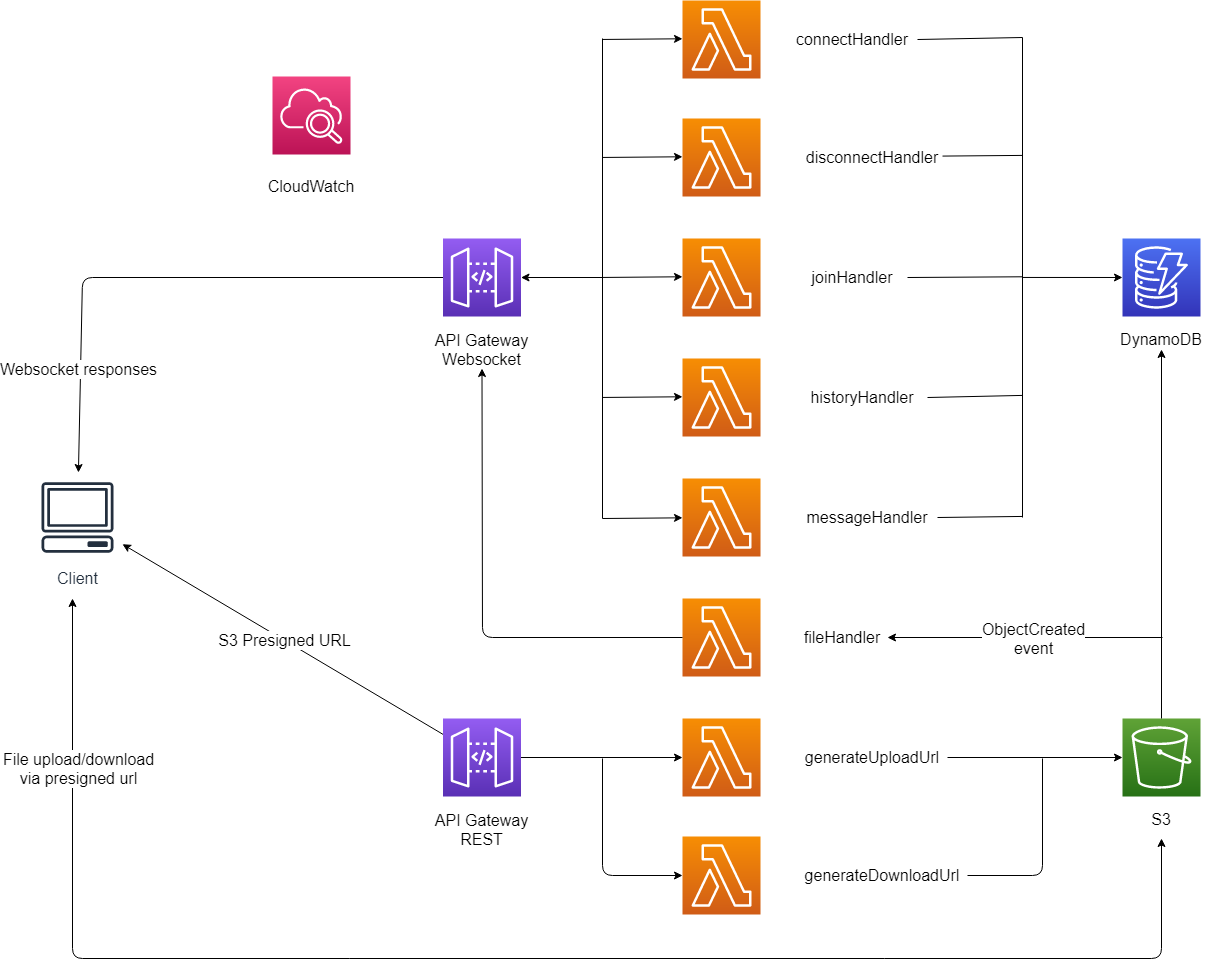 connectHandler
CloudWatch
disconnectHandler
API Gateway
Websocket
joinHandler
DynamoDB
Websocket responses
historyHandler
messageHandler
Client
S3 Presigned URL
fileHandler
ObjectCreated
event
File upload/download
via presigned url
API Gateway
REST
generateUploadUrl
S3
generateDownloadUrl